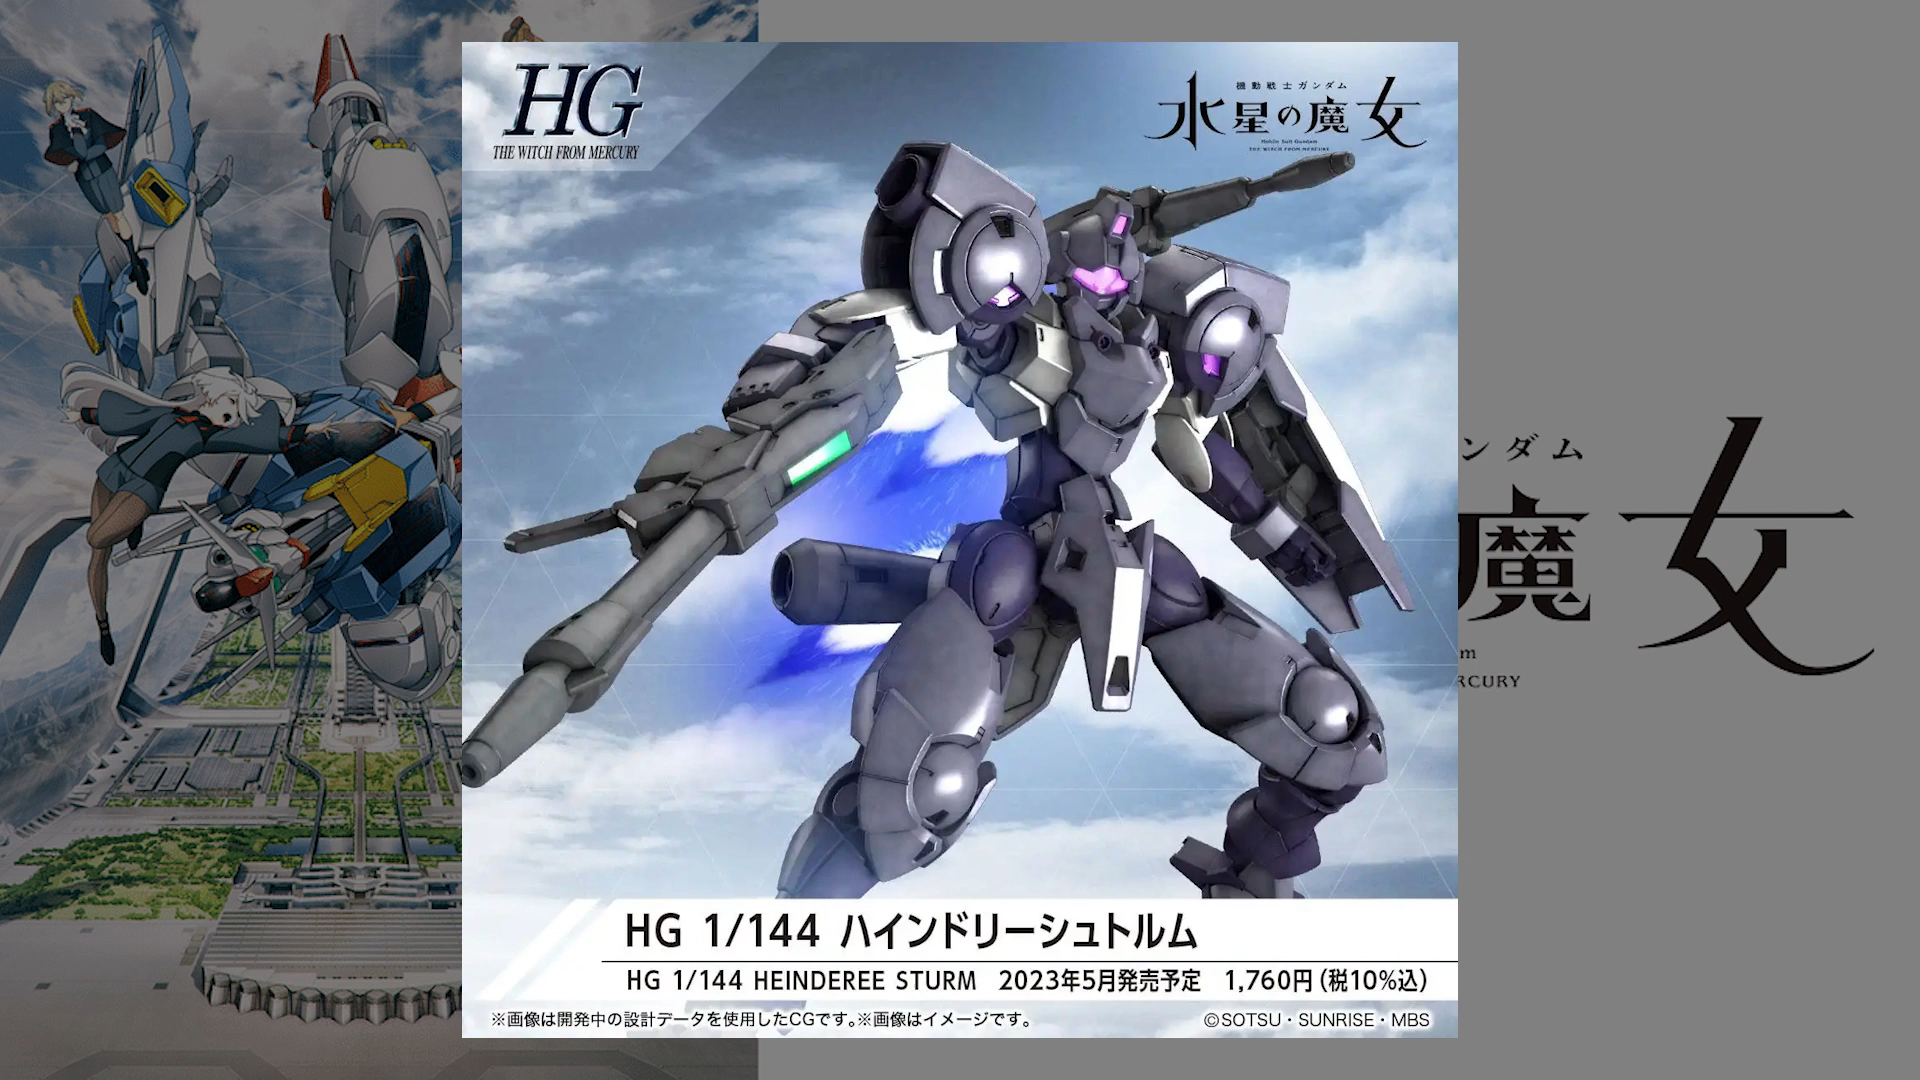 HG
THE WITCH FROM MERCURY
機動戦士ガンダム
水星の魔女
Mobile Suit Gundam
THE WITCH FROM MERCURY
ンダム
魔女
m
RCURY
HG 1/144 ハインドリーシュトルム
HG 1/144 HEINDEREE STURM 2023年5月発売予定 1,760円(税10%込)
※画像は開発中の設計データを使用したCGです。※画像はイメージです。
©SOTSU・SUNRISE・MBS